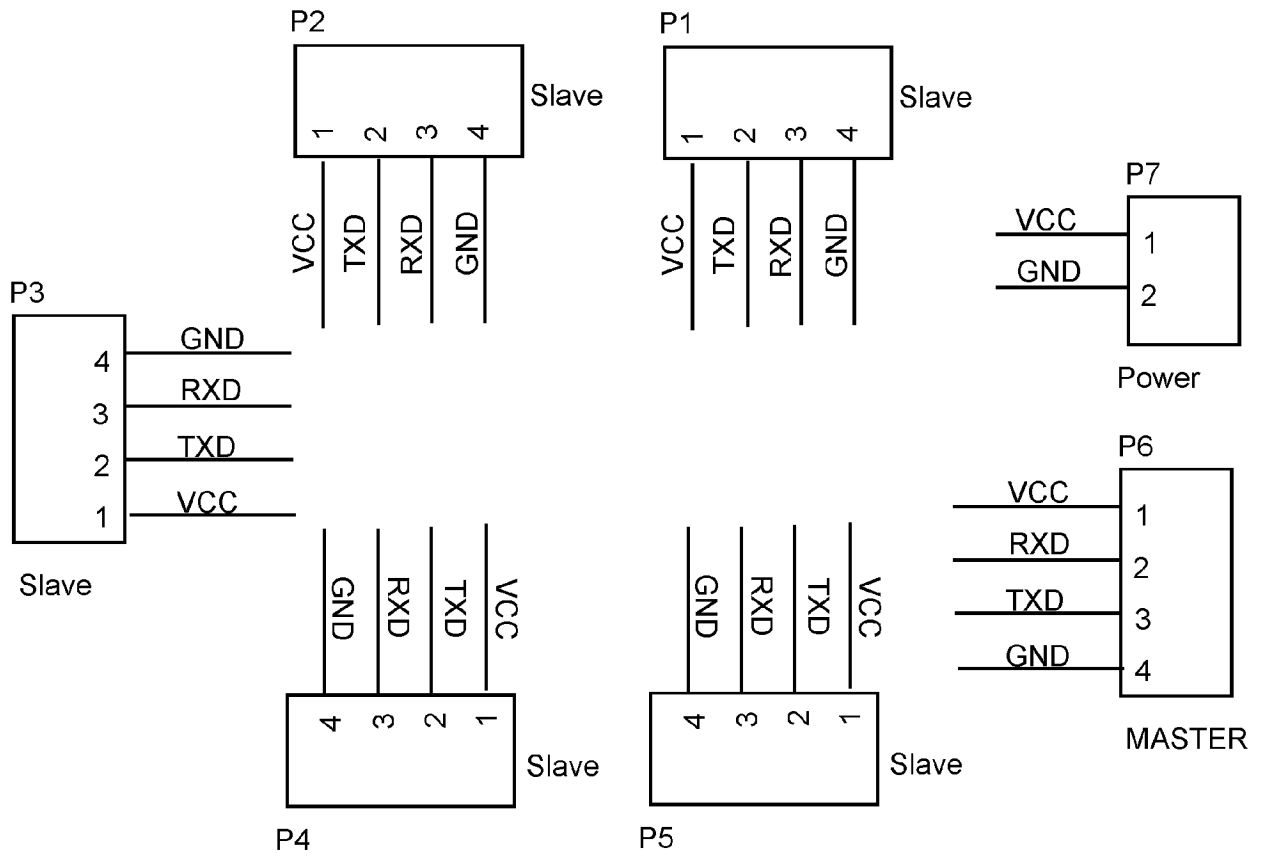 P2
1 2 3 4
Slave
VCC TXD RXD GND
P1
1 2 3 4
Slave
VCC TXD RXD GND
P7
VCC 1
GND 2
Power
P3
4 GND
3 RXD
2 TXD
1 VCC
Slave
P6
VCC 1
RXD 2
TXD 3
GND 4
MASTER
GND RXD TXD VCC
4 3 2 1
Slave
P4
GND RXD TXD VCC
4 3 2 1
Slave
P5